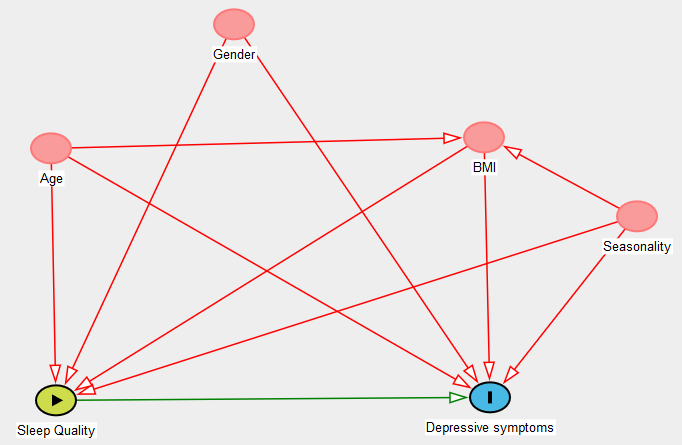 Gender
Age
BMI
Seasonality
Sleep Quality
Depressive symptoms